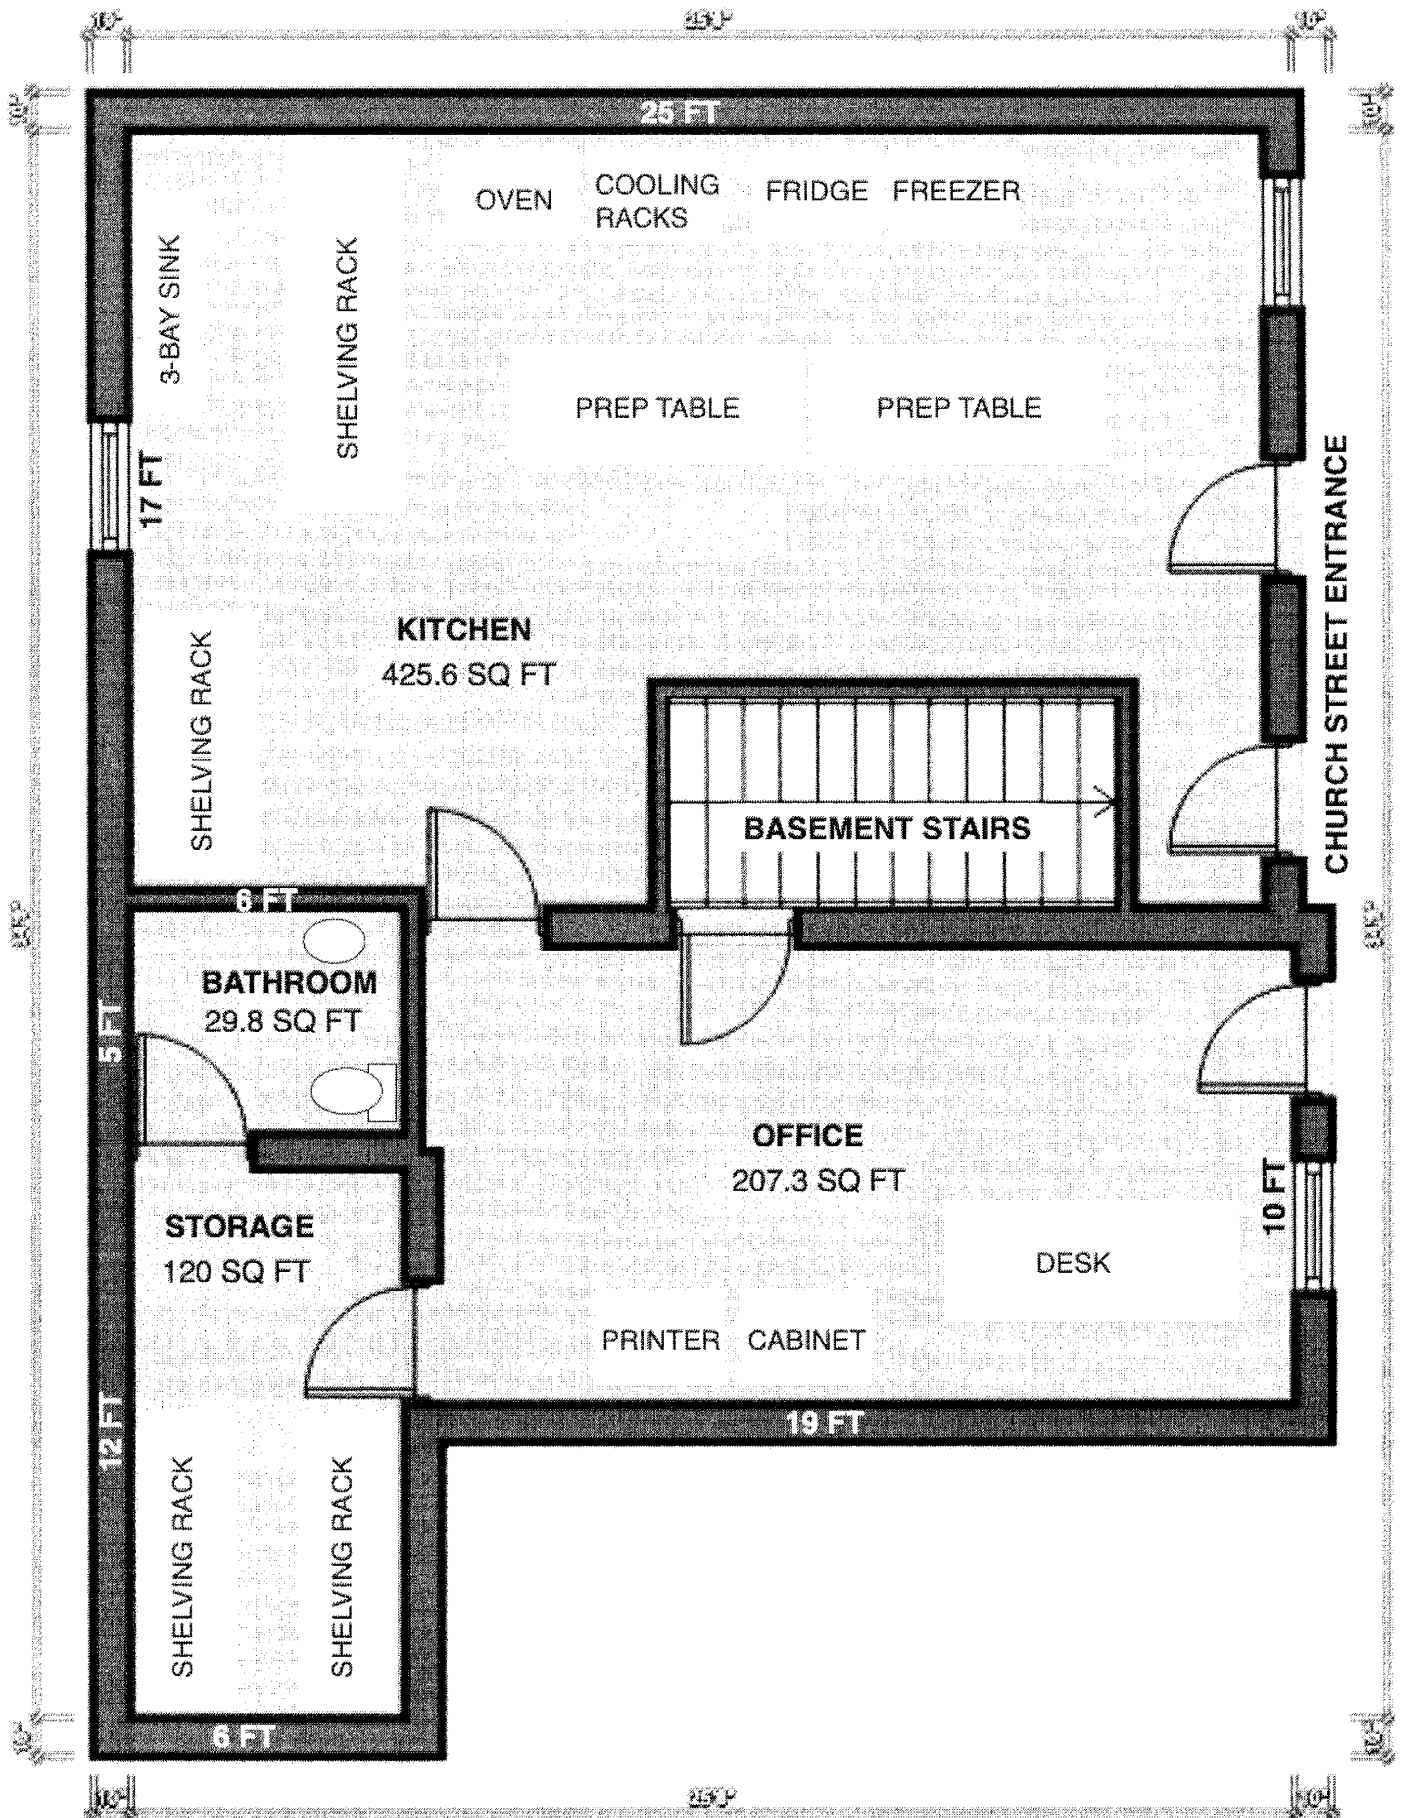 25 FT
OVEN
COOLING
RACKS
FRIDGE
FREEZER
3-BAY SINK
SHELVING RACK
PREP TABLE
PREP TABLE
17 FT
CHURCH STREET ENTRANCE
KITCHEN
425.6 SQ FT
SHELVING RACK
BASEMENT STAIRS
6 FT
BATHROOM
29.8 SQ FT
5 FT
OFFICE
207.3 SQ FT
10 FT
STORAGE
120 SQ FT
DESK
PRINTER
CABINET
12 FT
19 FT
SHELVING RACK
SHELVING RACK
6 FT